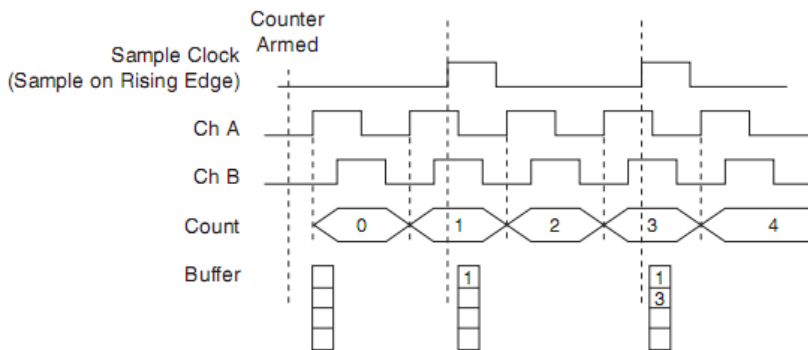 Counter
Armed
Sample Clock
(Sample on Rising Edge)
Ch A
Ch B
Count 0 1 2 3 4
Buffer 1 1
3